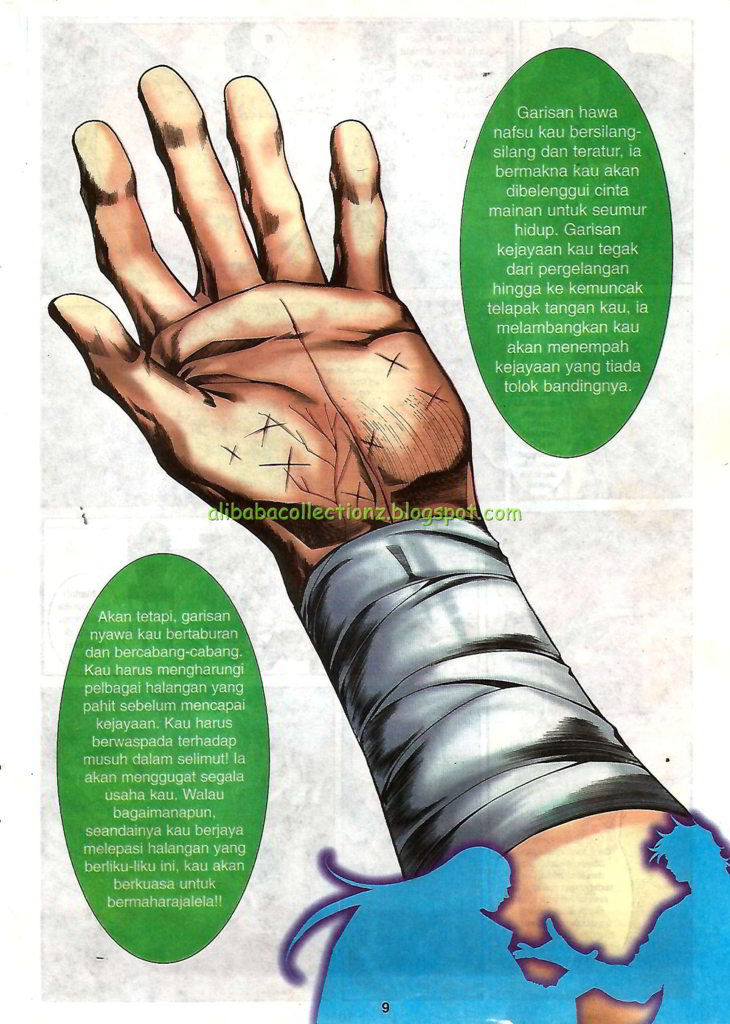 Garisan hawa
nafsu kau bersilang-
silang dan teratur, ia
bermakna kau akan
dibelenggui cinta
mainan untuk seumur
hidup. Garisan
kejayaan kau tegak
dari pergelangan
hingga ke kemuncak
telapak tangan kau, ia
melambangkan kau
akan menempah
kejayaan yang tiada
tolok bandingnya.
alibabacollectionz.blogspot.com
Akan tetapi, garisan
nyawa kau bertaburan
dan bercabang-cabang.
Kau harus mengharungi
pelbagai halangan yang
pahit sebelum mencapai
kejayaan. Kau harus
berwaspada terhadap
musuh dalam selimut! Ia
akan menggugat segala
usaha kau. Walau
bagaimanapun,
seandainya kau berjaya
melepasi halangan yang
berliku-liku ini, kau akan
berkuasa untuk
bermaharajalela!!
9